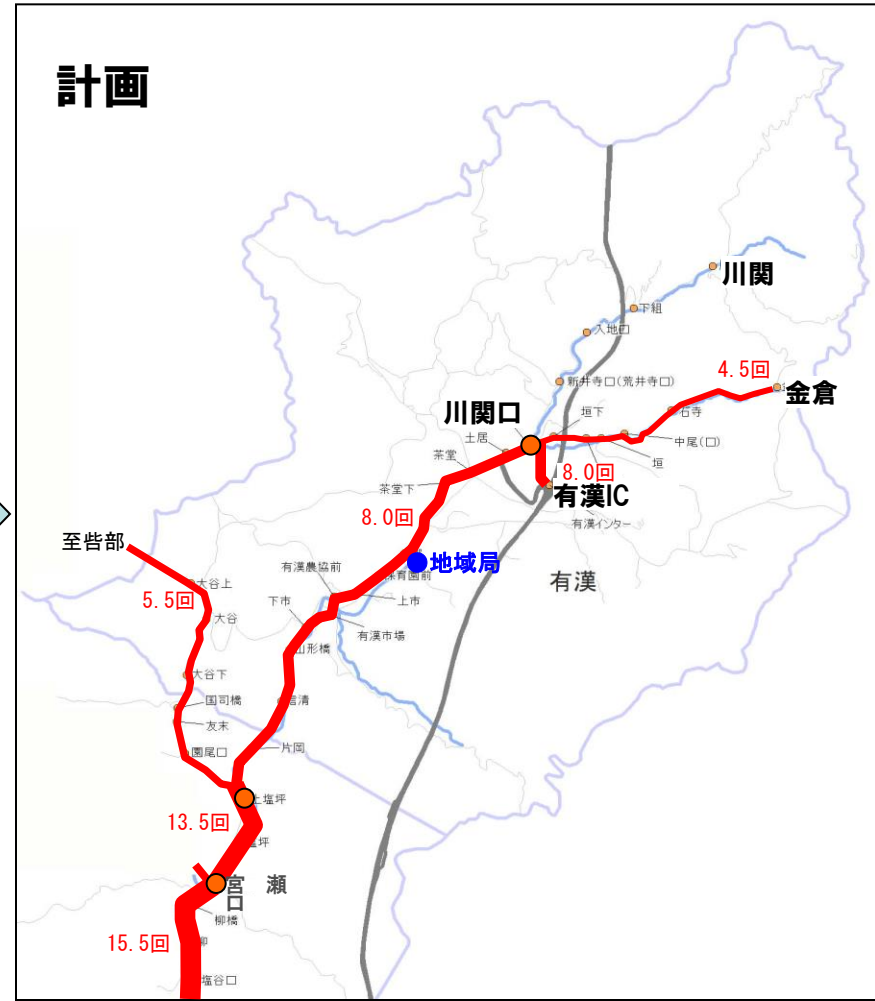 計画
川関
下組
入地口
4.5回
新井寺口(荒井寺口)
金倉
川関口
垣下
石寺
土居
中尾(口)
茶堂
垣
8.0回
茶堂下
有漢IC
8.0回
有漢インター
至呰部
有漢農協前
地域局
保育園前
大谷上
有漢
5.5回
下市
上市
大谷
有漢市場
山形橋
大谷下
国司橋
信清
友末
片岡
園尾口
上塩坪
13.5回
塩坪
宮瀬口
柳橋
15.5回
柳
塩谷口